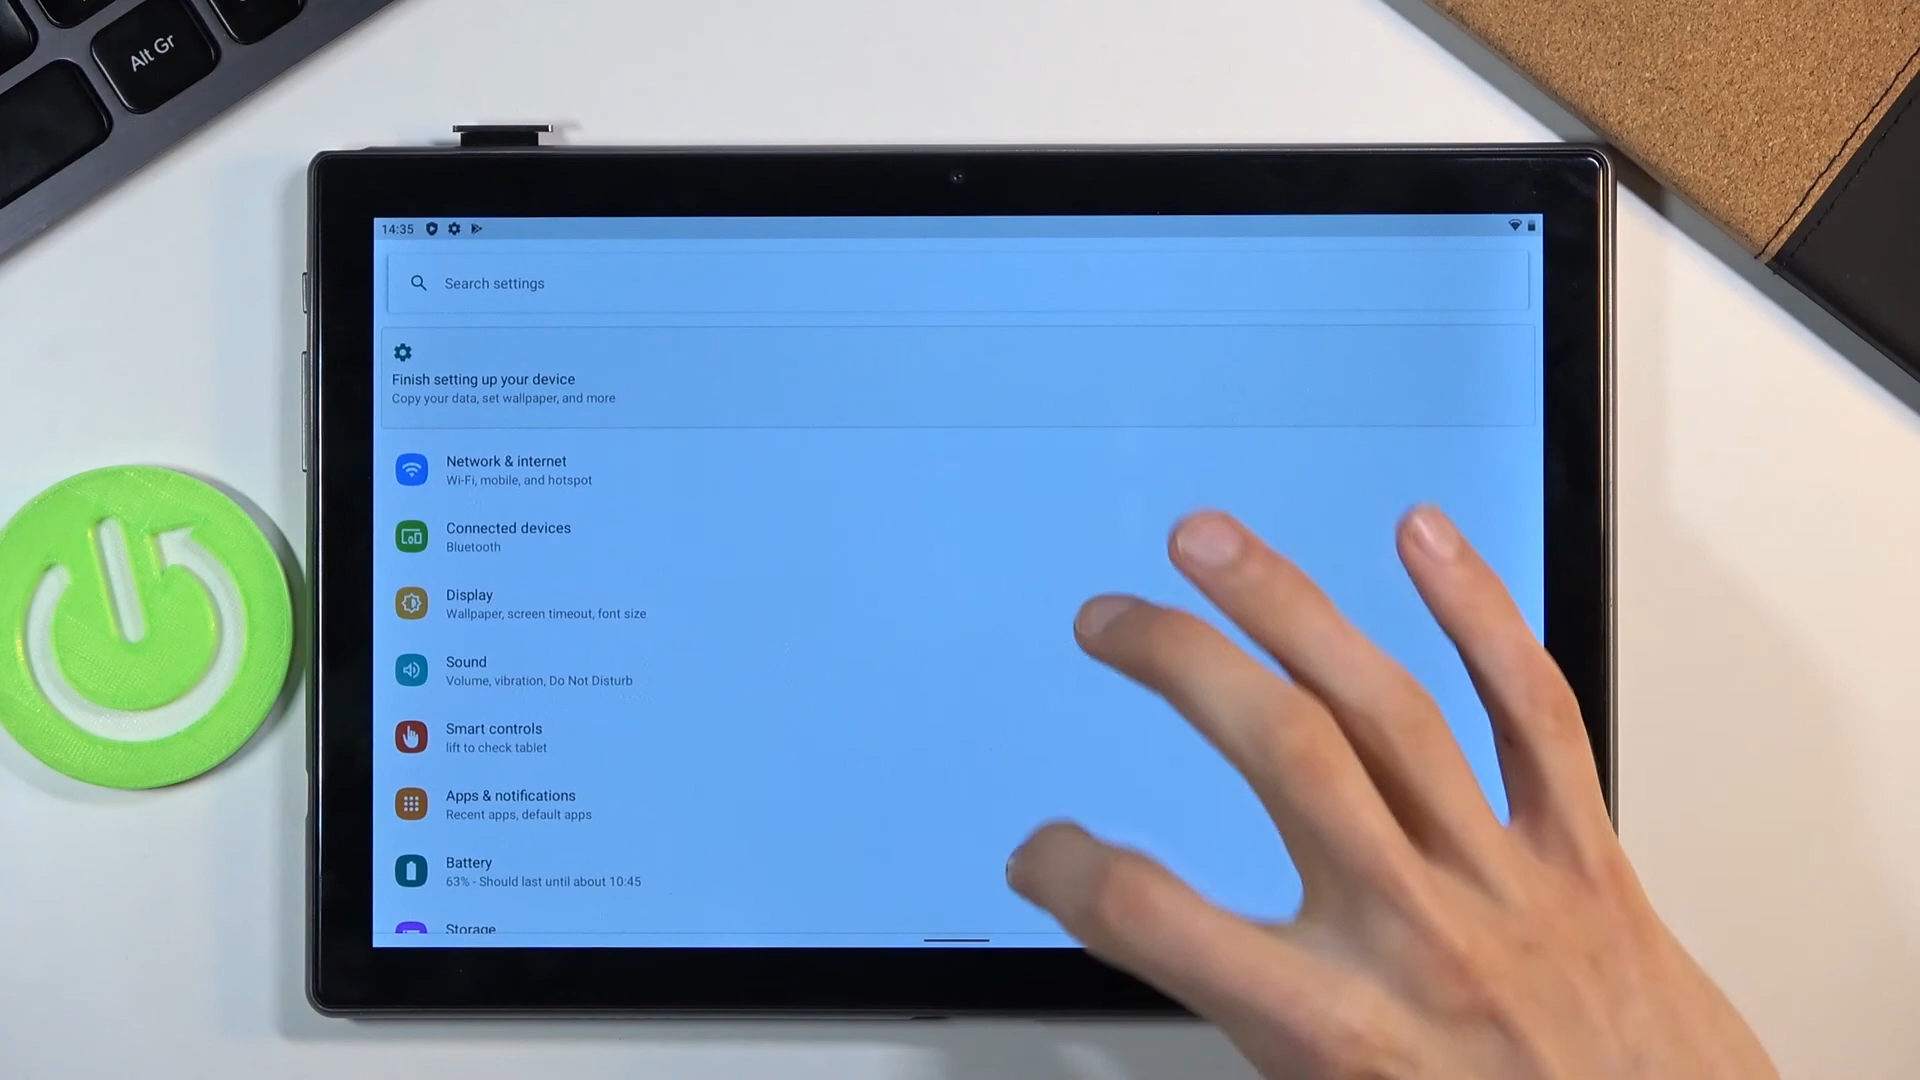 Alt Gr
14:35
Search settings
Finish setting up your device
Copy your data, set wallpaper, and more
Network & internet
Wi-Fi, mobile, and hotspot
Connected devices
Bluetooth
Display
Wallpaper, screen timeout, font size
Sound
Volume, vibration, Do Not Disturb
Smart controls
lift to check tablet
Apps & notifications
Recent apps, default apps
Battery
63% - Should last until about 10:45
Storage